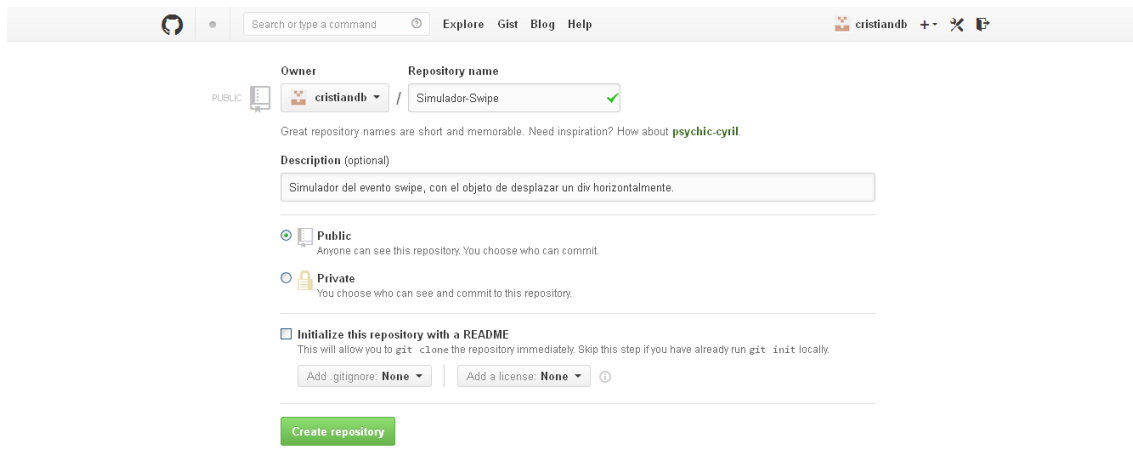 Search or type a command Explore Gist Blog Help cristiandb
Owner Repository name
PUBLIC cristiandb / Simulador-Swipe
Great repository names are short and memorable. Need inspiration? How about psychic-cyril.
Description (optional)
Simulador del evento swipe, con el objeto de desplazar un div horizontalmente.
Public
Anyone can see this repository. You choose who can commit.
Private
You choose who can see and commit to this repository.
Initialize this repository with a README
This will allow you to git clone the repository immediately. Skip this step if you have already run git init locally.
Add .gitignore: None Add a license: None
Create repository